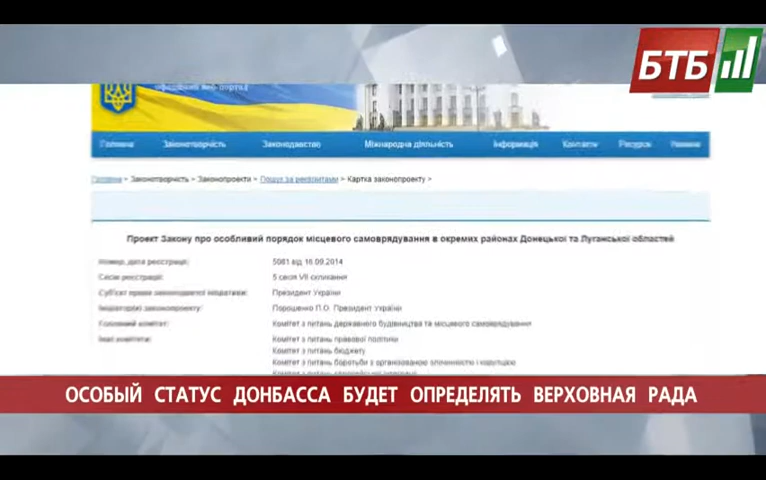 БТБ
офіційний веб-портал
Головна Законотворчість Законодавство Міжнародна діяльність Інформація Контакти Ресурси
Головна > Законотворчість > Законопроекти > Пошук за реквізитами > Картка законопроекту >
Проект Закону про особливий порядок місцевого самоврядування в окремих районах Донецької та Луганської областей
Номер, дата реєстрації: 5081 від 16.09.2014
Сесія реєстрації: 5 сесія VII скликання
Суб'єкт права законодавчої ініціативи: Президент України
Ініціатор(и) законопроекту: Порошенко П.О. Президент України
Головний комітет: Комітет з питань державного будівництва та місцевого самоврядування
Інші комітети: Комітет з питань правової політики
Комітет з питань бюджету
Комітет з питань боротьби з організованою злочинністю і корупцією
ОСОБЫЙ СТАТУС ДОНБАССА БУДЕТ ОПРЕДЕЛЯТЬ ВЕРХОВНАЯ РАДА